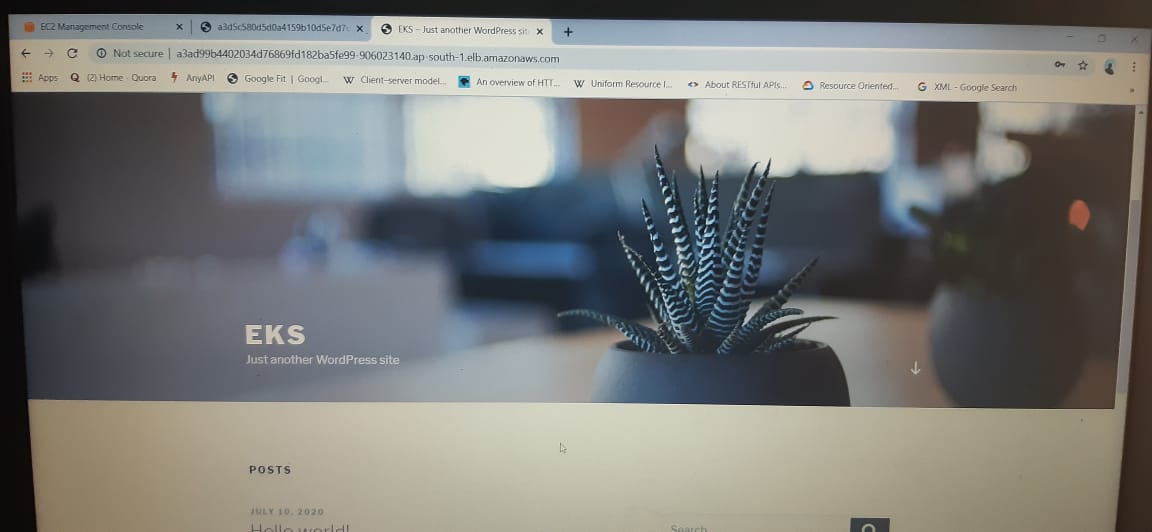 EC2 Management Console
a3d5c580d5d0a4159b10d5e7d7c
EKS – Just another WordPress sit
Not secure | a3ad99b4402034d76869fd182ba5fe99-906023140.ap-south-1.elb.amazonaws.com
Apps
(2) Home - Quora
AnyAPI
Google Fit | Googl...
Client–server model...
An overview of HTT...
Uniform Resource I...
About RESTful APIs...
Resource Oriented...
XML - Google Search
EKS
Just another WordPress site
POSTS
JULY 10, 2020
Hello world!
Search